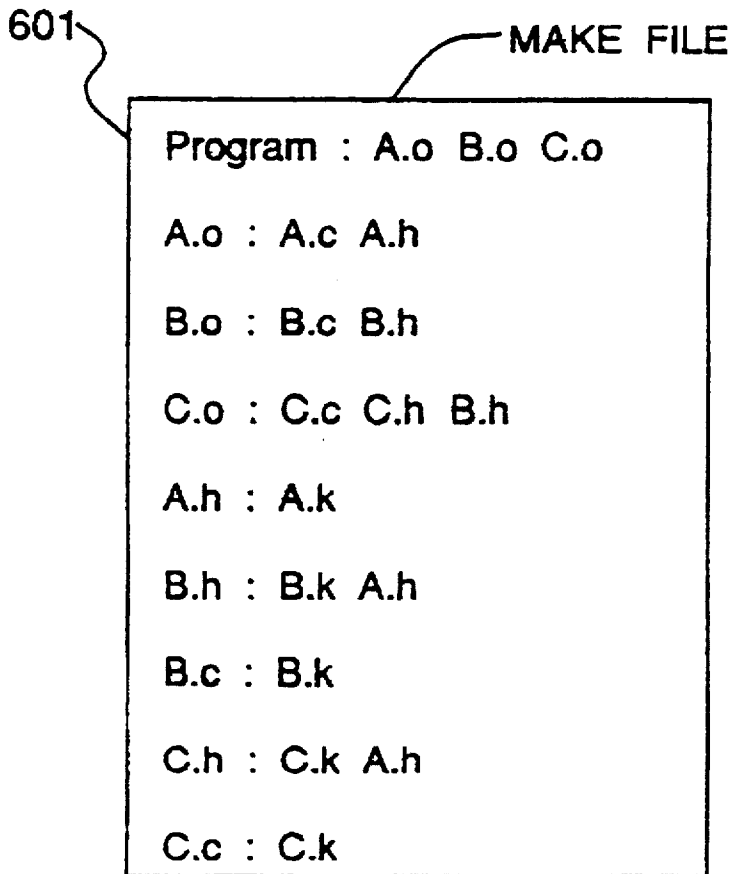 601
MAKE FILE
Program : A.o B.o C.o
A.o : A.c A.h
B.o : B.c B.h
C.o : C.c C.h B.h
A.h : A.k
B.h : B.k A.h
B.c : B.k
C.h : C.k A.h
C.c : C.k